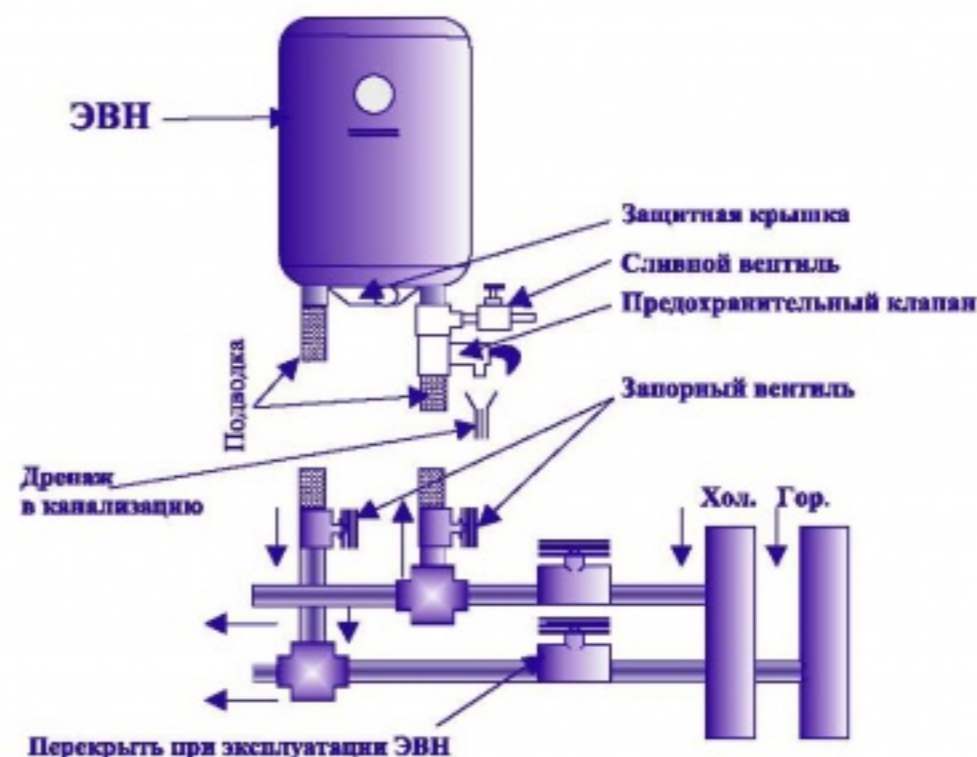 ЭВН
Защитная крышка
Сливной вентиль
Предохранительный клапан
Подводка
Запорный вентиль
Дренаж
в канализацию
Хол. Гор.
Перекрыть при эксплуатации ЭВН